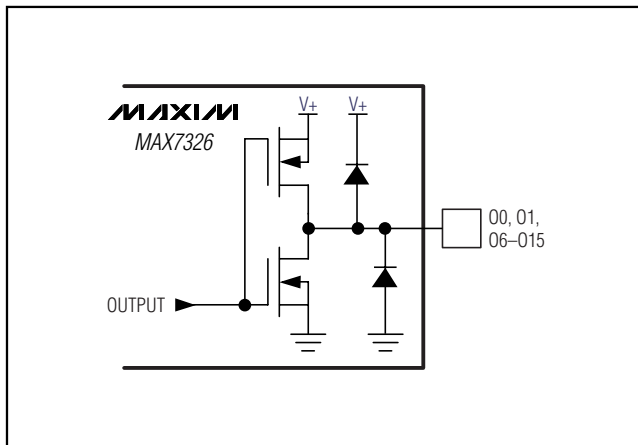 MAXIM
MAX7326
V+ V+
O0, O1,
O6–O15
OUTPUT